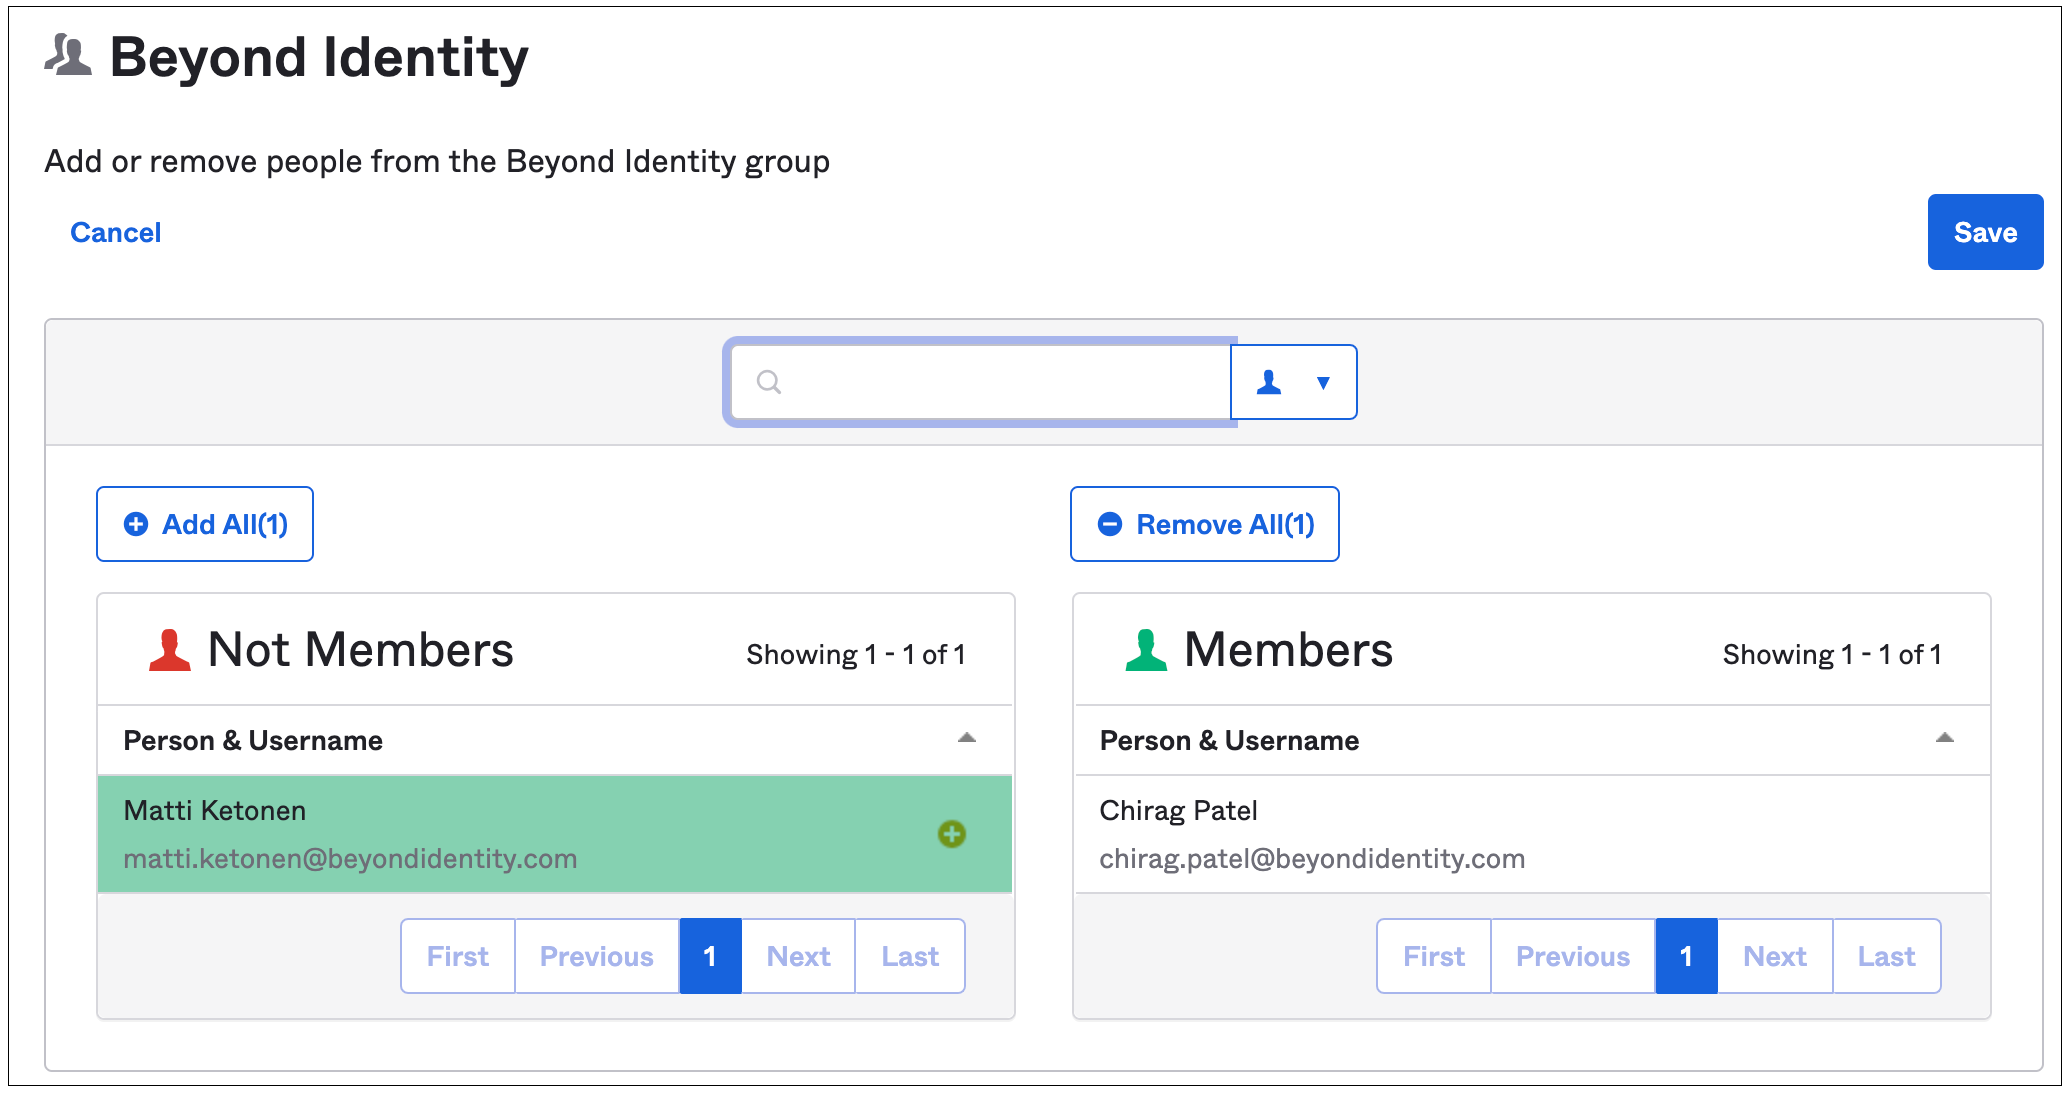 Beyond Identity
Add or remove people from the Beyond Identity group
Cancel
Save
Add All(1)
Remove All(1)
Not Members
Showing 1 - 1 of 1
Person & Username
Matti Ketonen
matti.ketonen@beyondidentity.com
First
Previous
1
Next
Last
Members
Showing 1 - 1 of 1
Person & Username
Chirag Patel
chirag.patel@beyondidentity.com
First
Previous
1
Next
Last